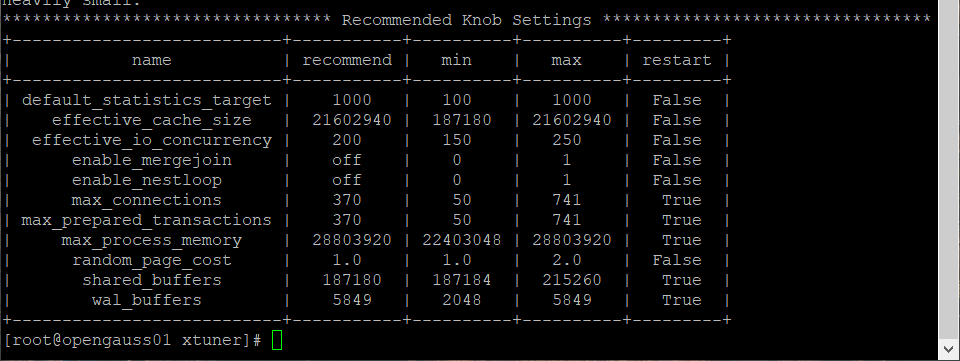 heavily small.
******************************** Recommended Knob Settings ********************************
+---------------------------+-----------+----------+----------+---------+
|            name           | recommend |   min    |   max    | restart |
+---------------------------+-----------+----------+----------+---------+
| default_statistics_target |    1000   |   100    |   1000   |  False  |
|    effective_cache_size   |  21602940 |  187180  | 21602940 |  False  |
|  effective_io_concurrency |    200    |   150    |   250    |  False  |
|      enable_mergejoin     |    off    |    0     |    1     |  False  |
|      enable_nestloop      |    off    |    0     |    1     |  False  |
|      max_connections      |    370    |    50    |   741    |   True  |
| max_prepared_transactions |    370    |    50    |   741    |   True  |
|     max_process_memory    |  28803920 | 22403048 | 28803920 |   True  |
|      random_page_cost     |    1.0    |   1.0    |   2.0    |  False  |
|       shared_buffers      |   187180  |  187184  |  215260  |   True  |
|        wal_buffers        |    5849   |   2048   |   5849   |   True  |
+---------------------------+-----------+----------+----------+---------+
[root@opengauss01 xtuner]#